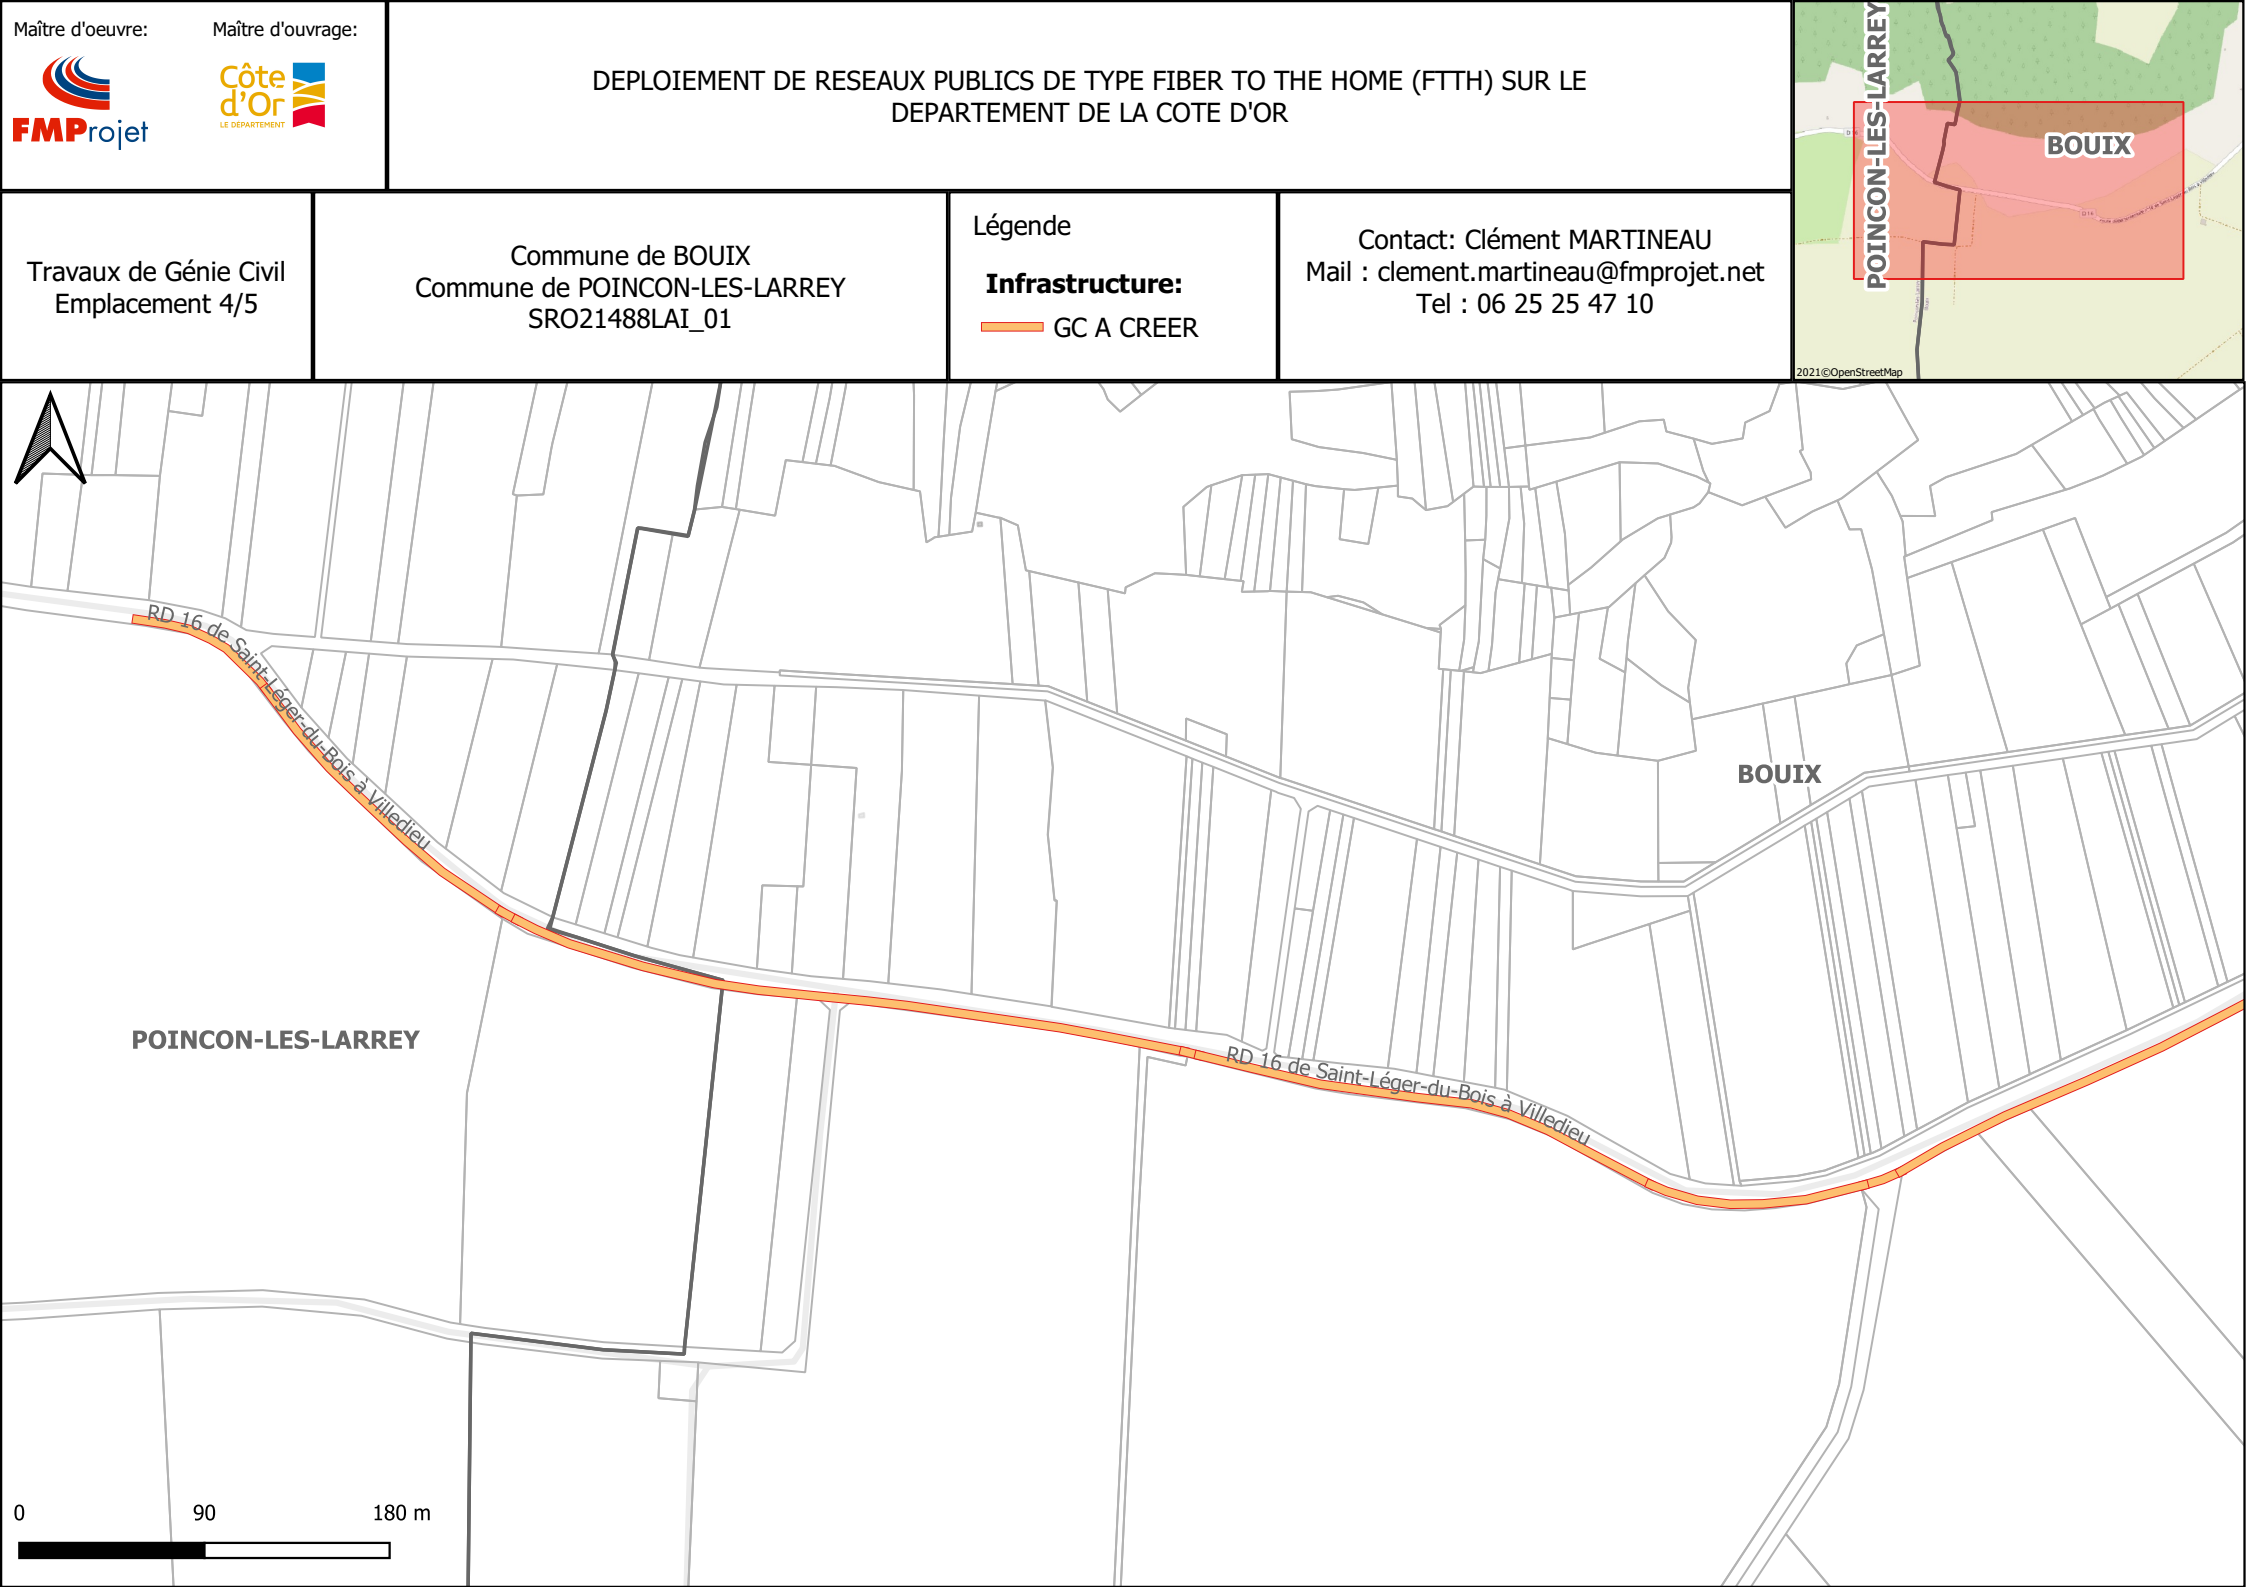 Maître d'oeuvre:
Maître d'ouvrage:
FMProjet
Côte
d'Or
LE DÉPARTEMENT
DEPLOIEMENT DE RESEAUX PUBLICS DE TYPE FIBER TO THE HOME (FTTH) SUR LE
DEPARTEMENT DE LA COTE D'OR
Travaux de Génie Civil
Emplacement 4/5
Commune de BOUIX
Commune de POINCON-LES-LARREY
SRO21488LAI_01
Légende
Infrastructure:
GC A CREER
Contact: Clément MARTINEAU
Mail : clement.martineau@fmprojet.net
Tel : 06 25 25 47 10
POINCON-LES-LARREY
BOUIX
D 16
2021©OpenStreetMap
RD 16 de Saint-Léger-du-Bois à Villedieu
BOUIX
POINCON-LES-LARREY
RD 16 de Saint-Léger-du-Bois à Villedieu
0 90 180 m